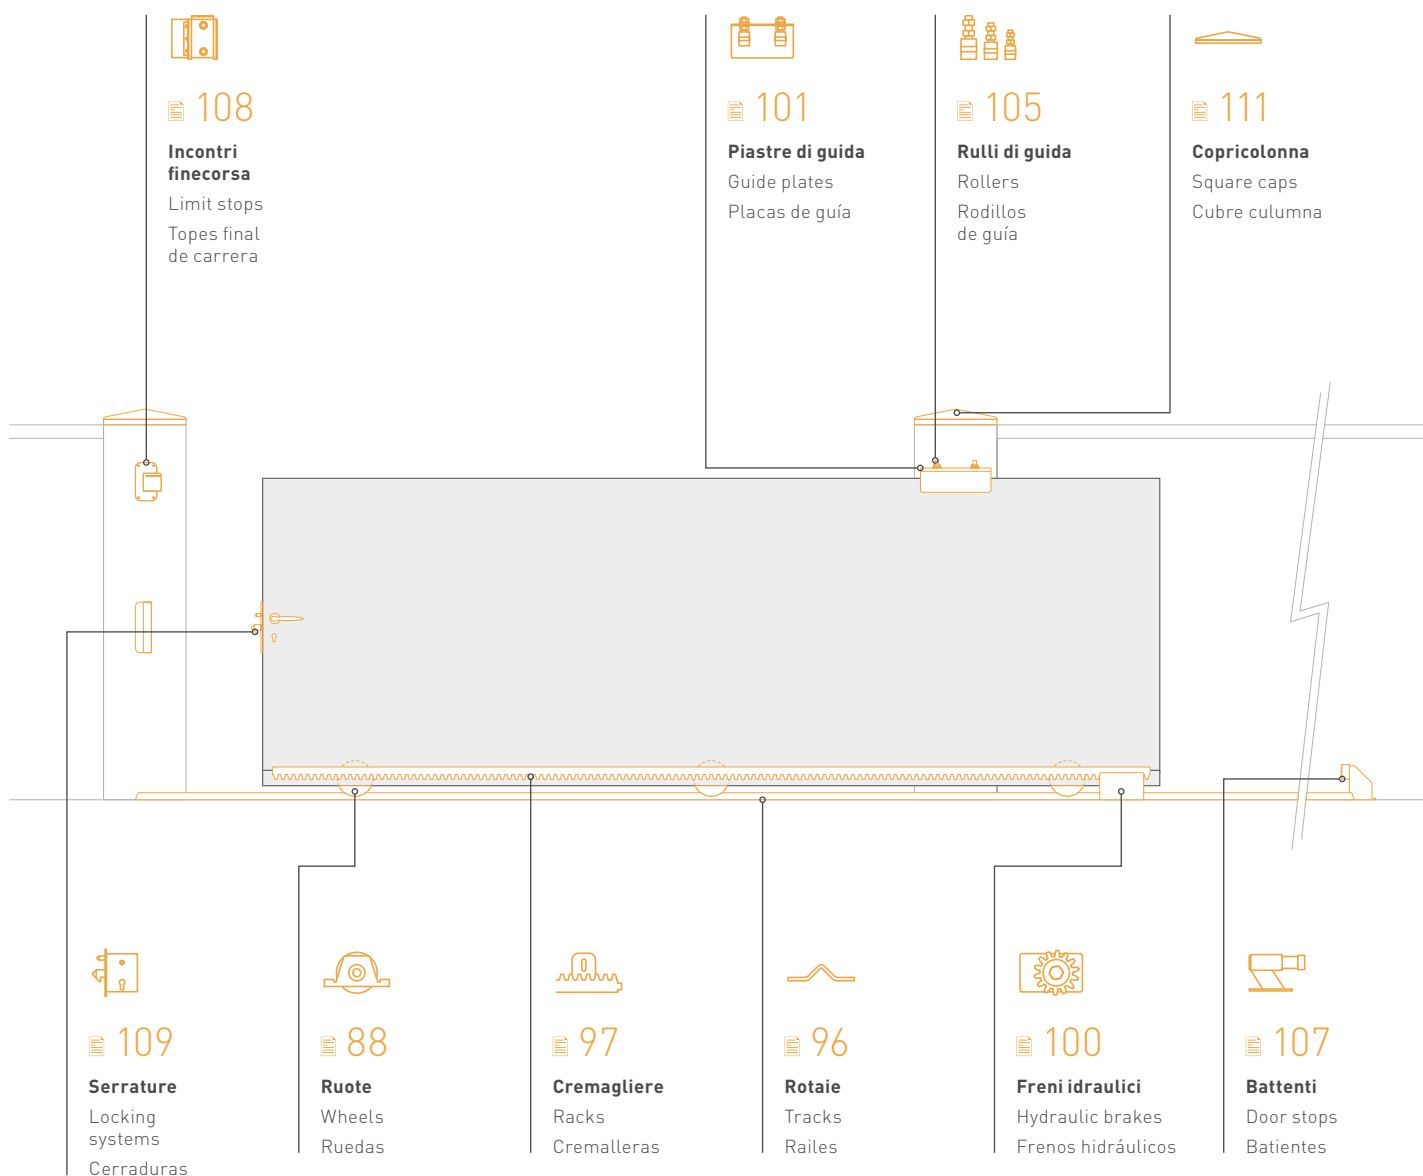 108
Incontri
finecorsa
Limit stops
Topes final
de carrera
101
Piastre di guida
Guide plates
Placas de guía
105
Rulli di guida
Rollers
Rodillos
de guía
111
Copricolonna
Square caps
Cubre culumna
109
Serrature
Locking
systems
Cerraduras
88
Ruote
Wheels
Ruedas
97
Cremagliere
Racks
Cremalleras
96
Rotaie
Tracks
Railes
100
Freni idraulici
Hydraulic brakes
Frenos hidráulicos
107
Battenti
Door stops
Batientes